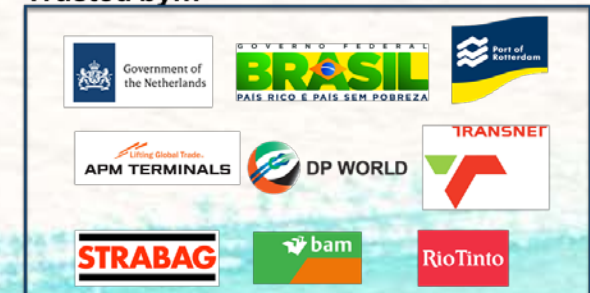 Trusted by...
Government of
the Netherlands
GOVERNO FEDERAL
BRASIL
PAÍS RICO É PAÍS SEM POBREZA
Port of
Rotterdam
Lifting Global Trade.
APM TERMINALS
DP WORLD
TRANSNET
STRABAG
bam
RioTinto